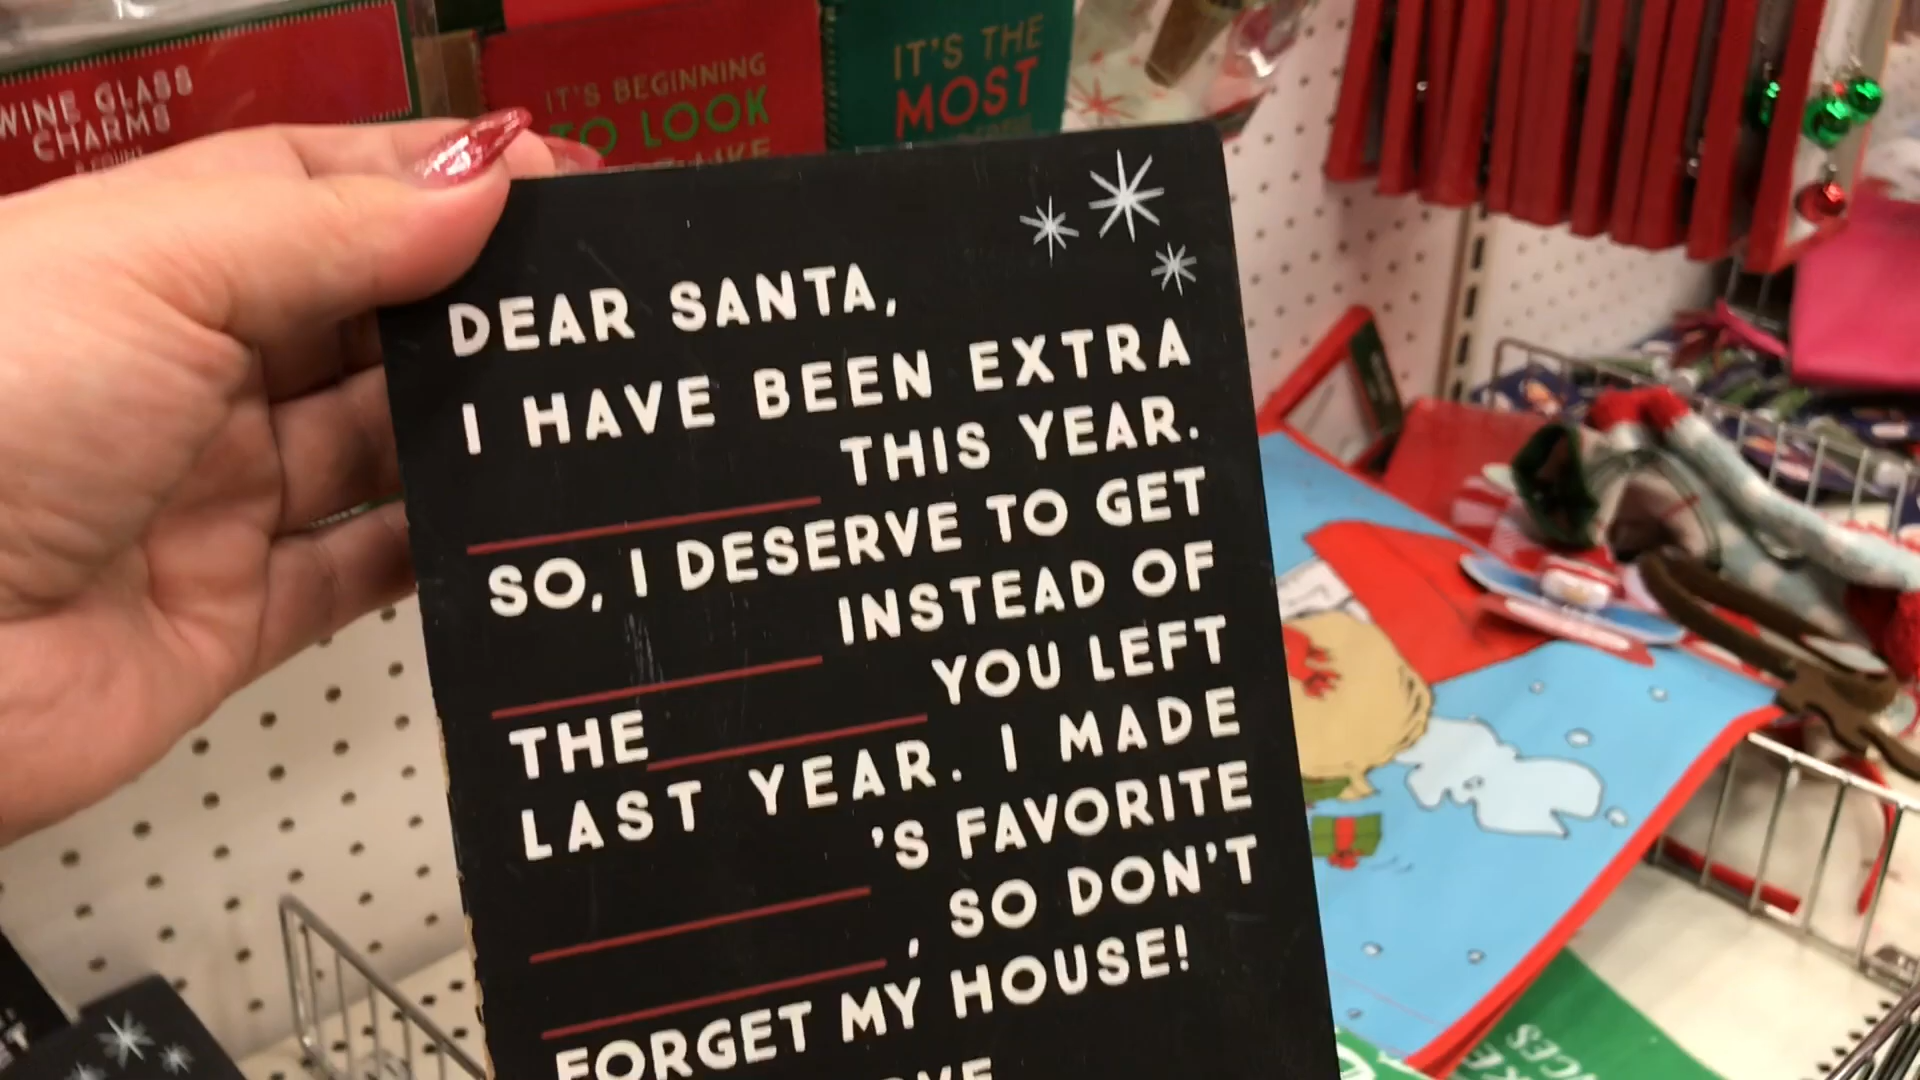 WINE GLASS
CHARMS
IT'S BEGINNING
TO LOOK
LIKE
IT'S THE
MOST
DEAR SANTA,
I HAVE BEEN EXTRA
THIS YEAR.
SO, I DESERVE TO GET
INSTEAD OF
THE YOU LEFT
LAST YEAR. I MADE
'S FAVORITE
, SO DON'T
FORGET MY HOUSE!